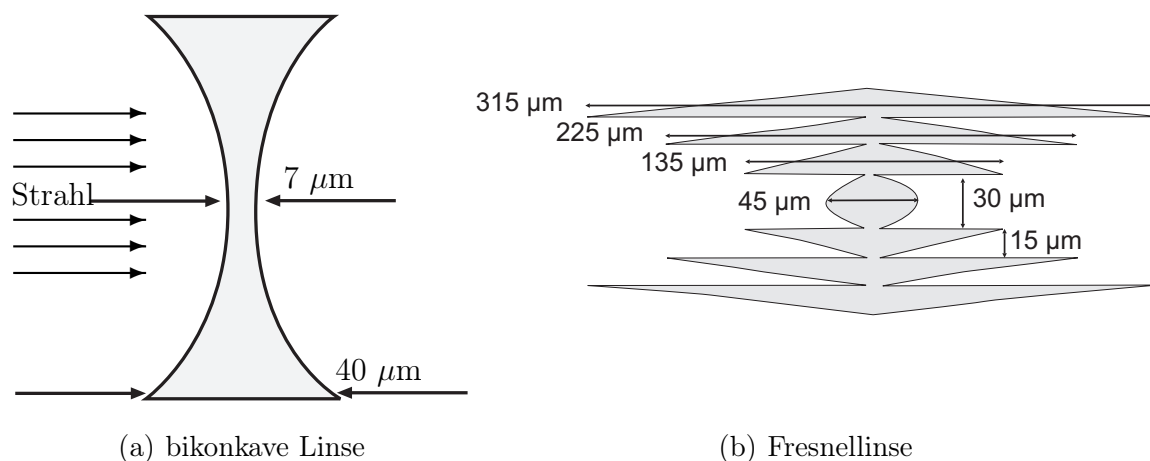 Strahl
7 μm
40 μm
(a) bikonkave Linse
315 µm
225 µm
135 µm
45 µm
30 µm
15 µm
(b) Fresnellinse